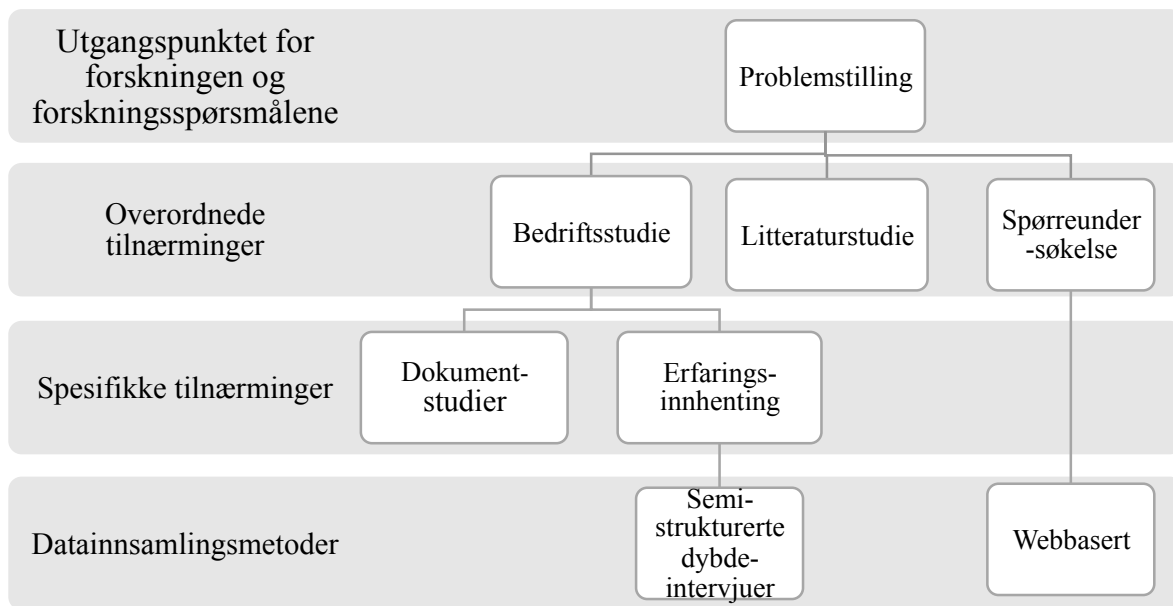 Utgangspunktet for
forskningen og
forskningsspørsmålene
Problemstilling
Overordnede
tilnærminger
Bedriftsstudie
Litteraturstudie
Spørreunder
-søkelse
Spesifikke tilnærminger
Dokument-
studier
Erfarings-
innhenting
Datainnsamlingsmetoder
Semi-
strukturerte
dybde-
intervjuer
Webbasert